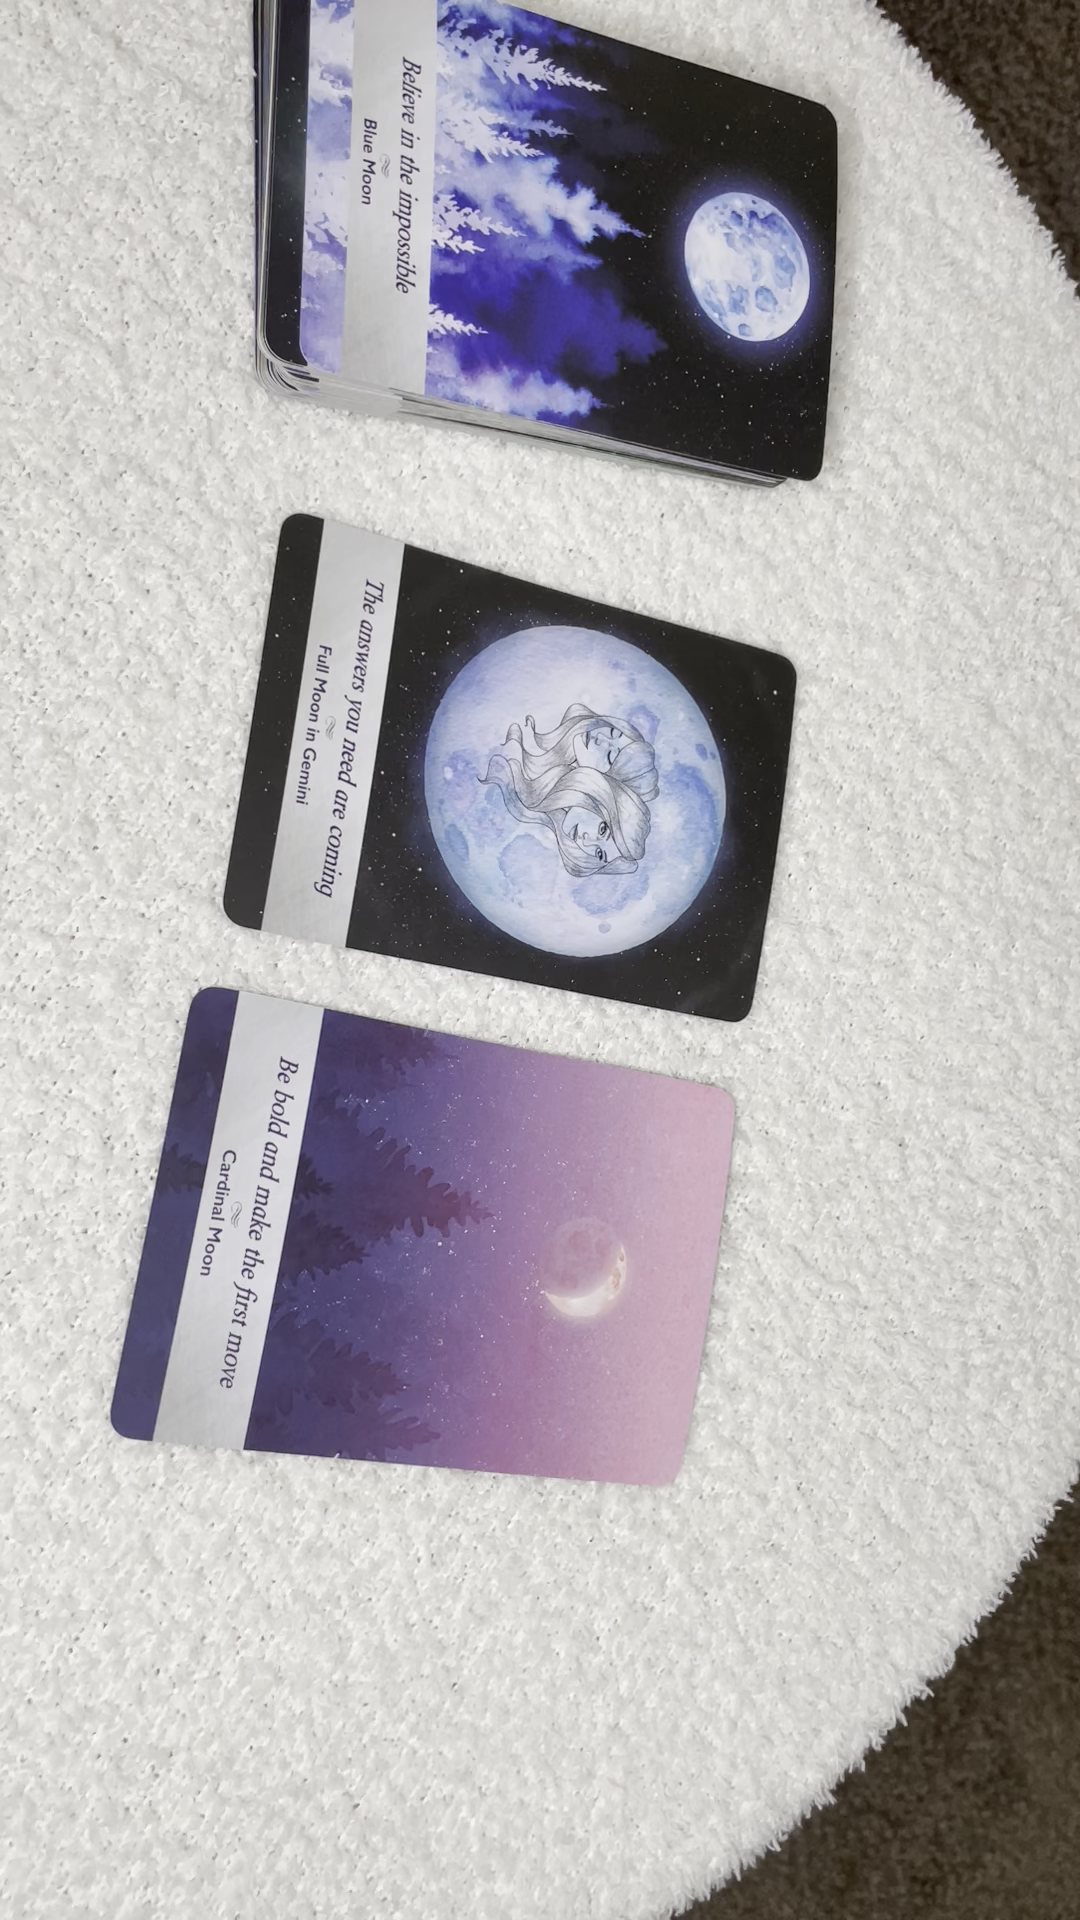 Believe in the impossible
Blue Moon
The answers you need are coming
Full Moon in Gemini
Be bold and make the first move
Cardinal Moon